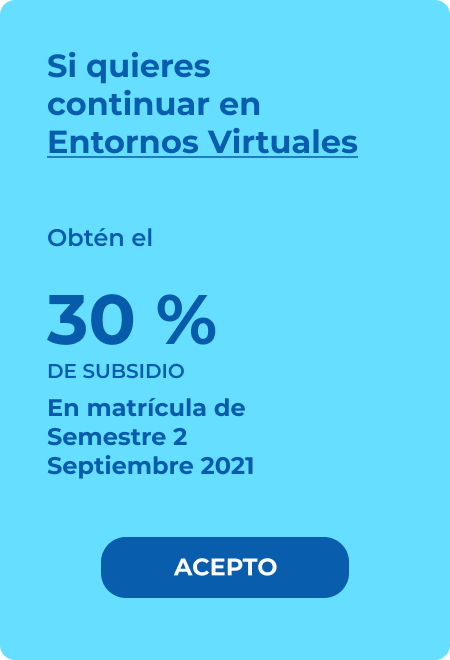 Si quieres
continuar en
Entornos Virtuales
Obtén el
30 %
DE SUBSIDIO
En matrícula de
Semestre 2
Septiembre 2021
ACEPTO